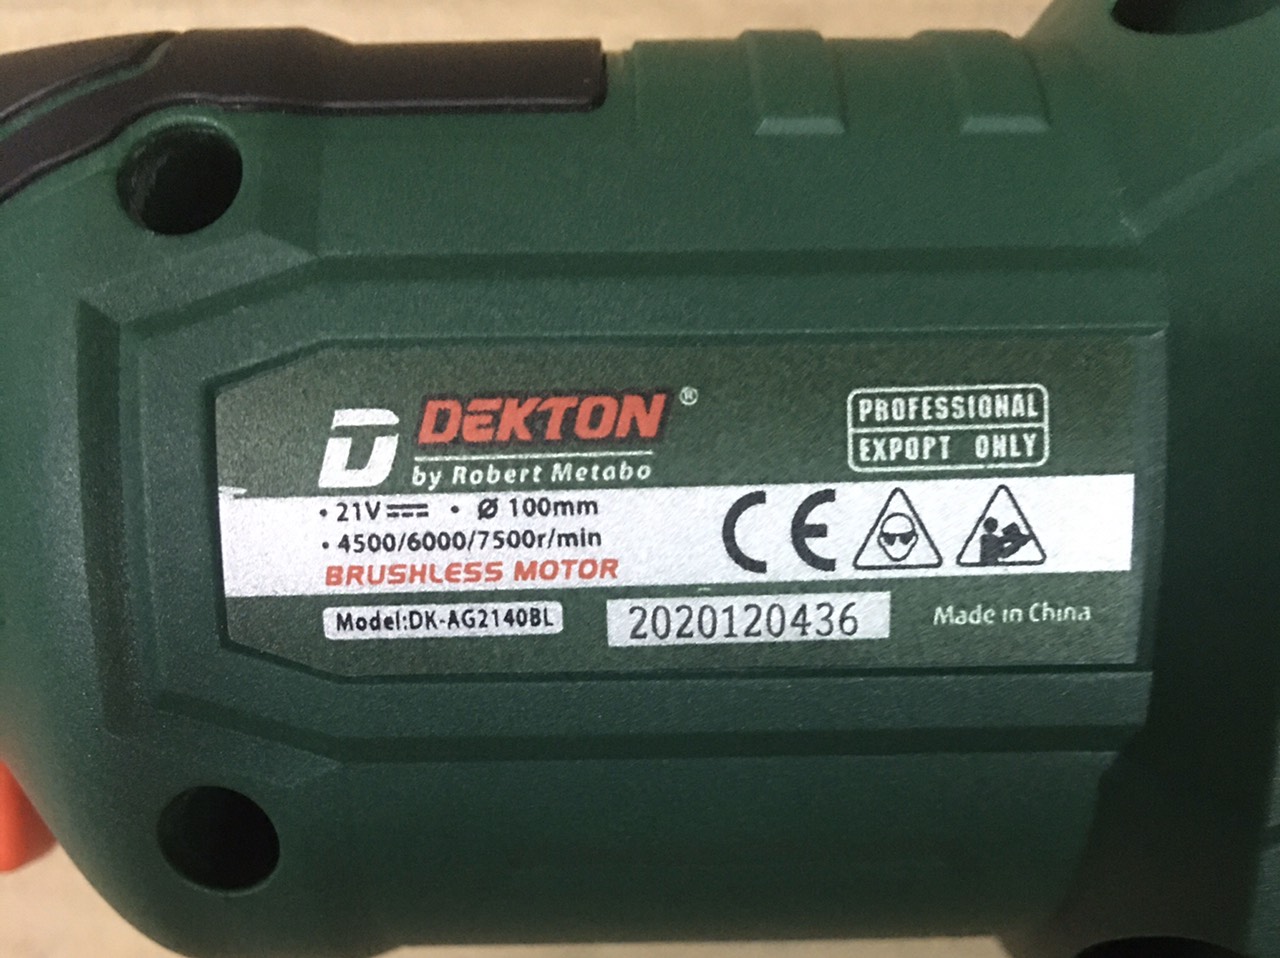 DEKTON®
by Robert Metabo
PROFESSIONAL
EXPOPT ONLY
• 21V⎓ • Ø 100mm
• 4500/6000/7500r/min
BRUSHLESS MOTOR
CE
Model:DK-AG2140BL
2020120436
Made in China